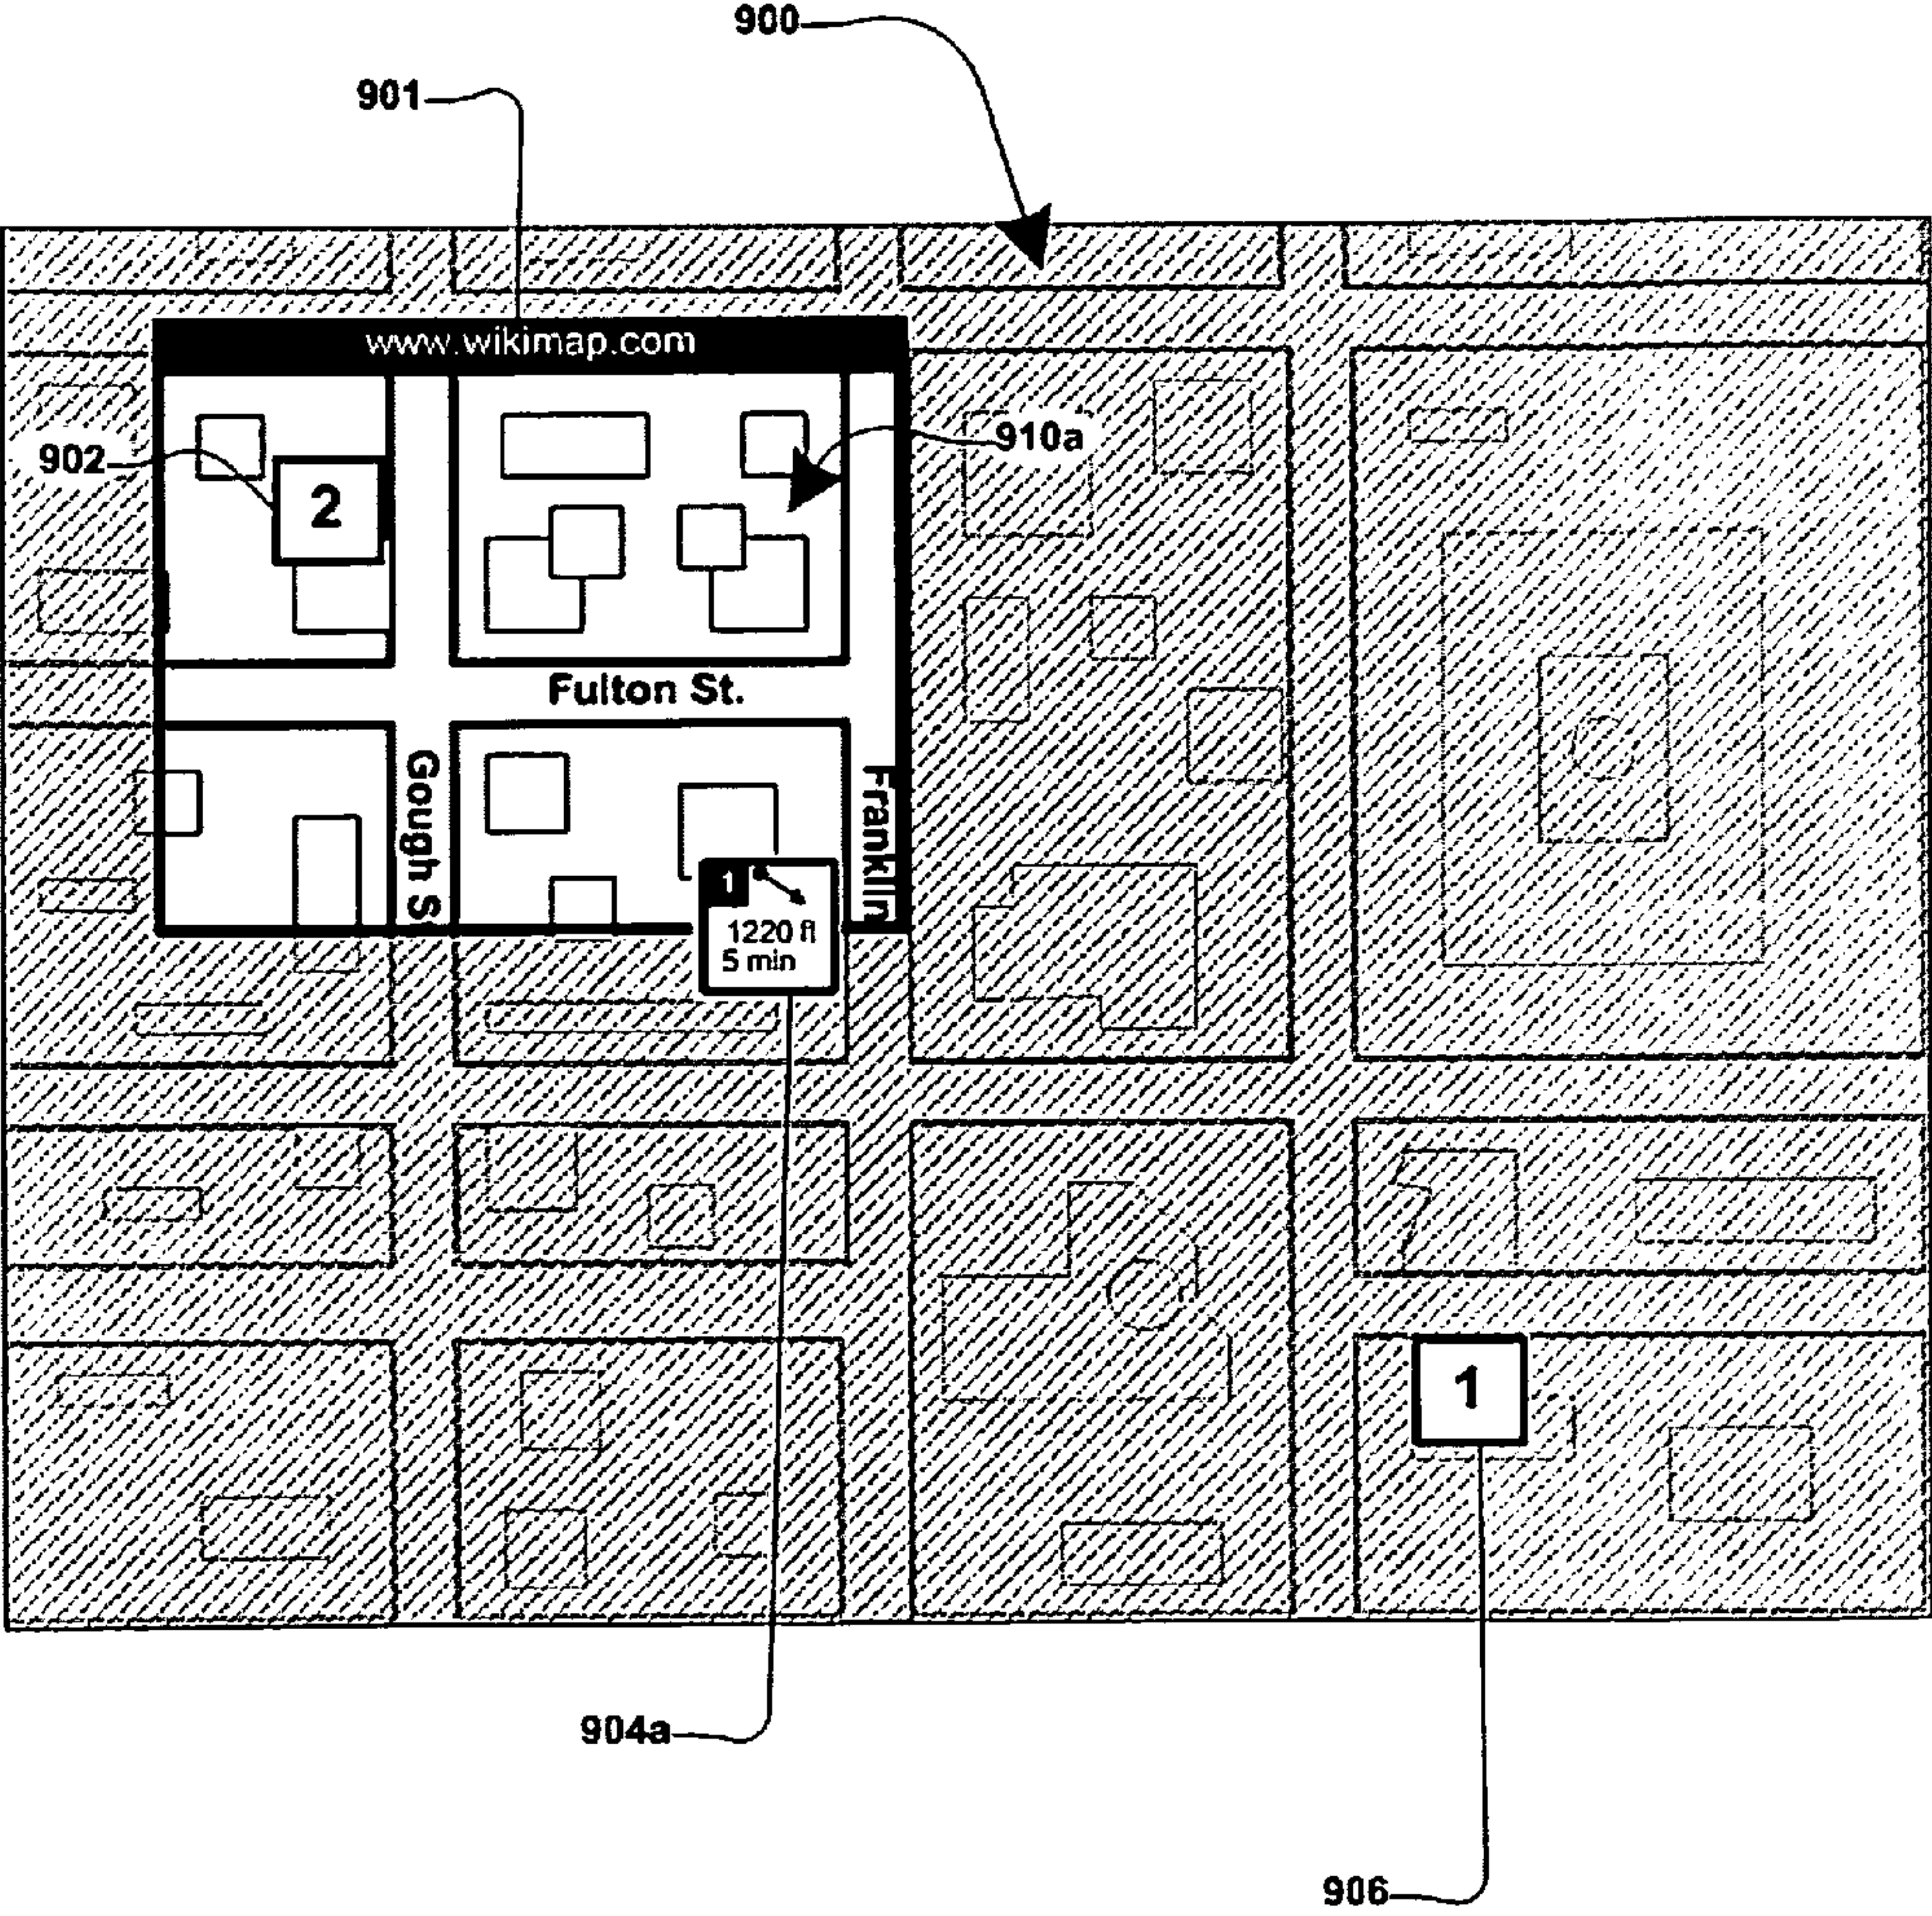 900
901
www.wikimap.com
902
2
910a
Fulton St.
Gough S
Franklin
1
1220 ft
5 min
1
904a
906